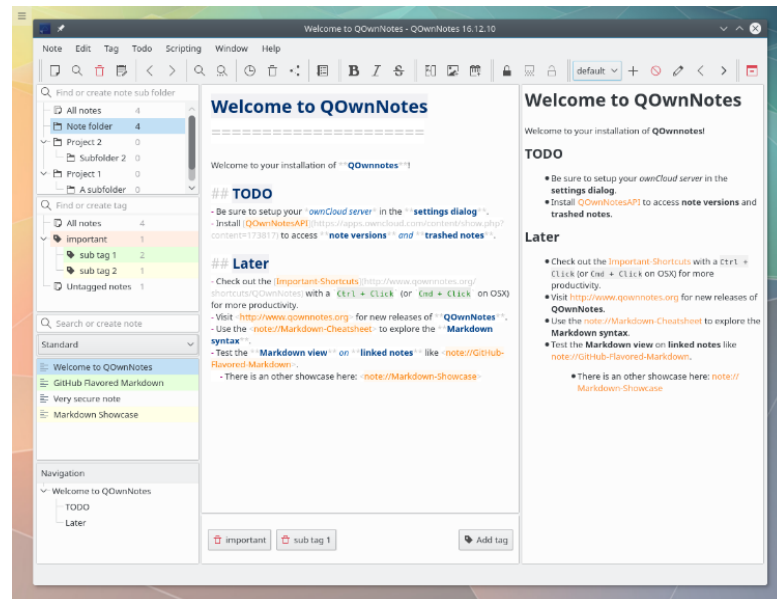 Welcome to QOwnNotes - QOwnNotes 16.12.10
Note Edit Tag Todo Scripting Window Help
B I S default
Find or create note sub folder
All notes 4
Note folder 4
Project 2 0
Subfolder 2 0
Project 1 0
A subfolder 0
Find or create tag
All notes 4
important 1
sub tag 1 2
sub tag 2 1
Untagged notes 1
Search or create note
Standard
Welcome to QOwnNotes
GitHub Flavored Markdown
Very secure note
Markdown Showcase
Navigation
Welcome to QOwnNotes
TODO
Later
Welcome to QOwnNotes
========================
Welcome to your installation of **QOwnnotes**!
## TODO
- Be sure to setup your *ownCloud server* in the **settings dialog**.
- Install [QOwnNotesAPI](https://apps.owncloud.com/content/show.php?
content=173817) to access **note versions** and **trashed notes**.
## Later
- Check out the [Important-Shortcuts](http://www.qownnotes.org/
shortcuts/QOwnNotes) with a `Ctrl + Click` (or `Cmd + Click` on OSX)
for more productivity.
- Visit <http://www.qownnotes.org> for new releases of **QOwnNotes**.
- Use the <note://Markdown-Cheatsheet> to explore the **Markdown
syntax**.
- Test the **Markdown view** on **linked notes** like <note://GitHub-
Flavored-Markdown>.
- There is an other showcase here: <note://Markdown-Showcase>
important sub tag 1 Add tag
Welcome to QOwnNotes
Welcome to your installation of QOwnnotes!
TODO
● Be sure to setup your ownCloud server in the
settings dialog.
● Install QOwnNotesAPI to access note versions and
trashed notes.
Later
● Check out the Important-Shortcuts with a Ctrl +
Click (or Cmd + Click on OSX) for more
productivity.
● Visit http://www.qownnotes.org for new releases of
QOwnNotes.
● Use the note://Markdown-Cheatsheet to explore the
Markdown syntax.
● Test the Markdown view on linked notes like
note://GitHub-Flavored-Markdown.
● There is an other showcase here: note://
Markdown-Showcase